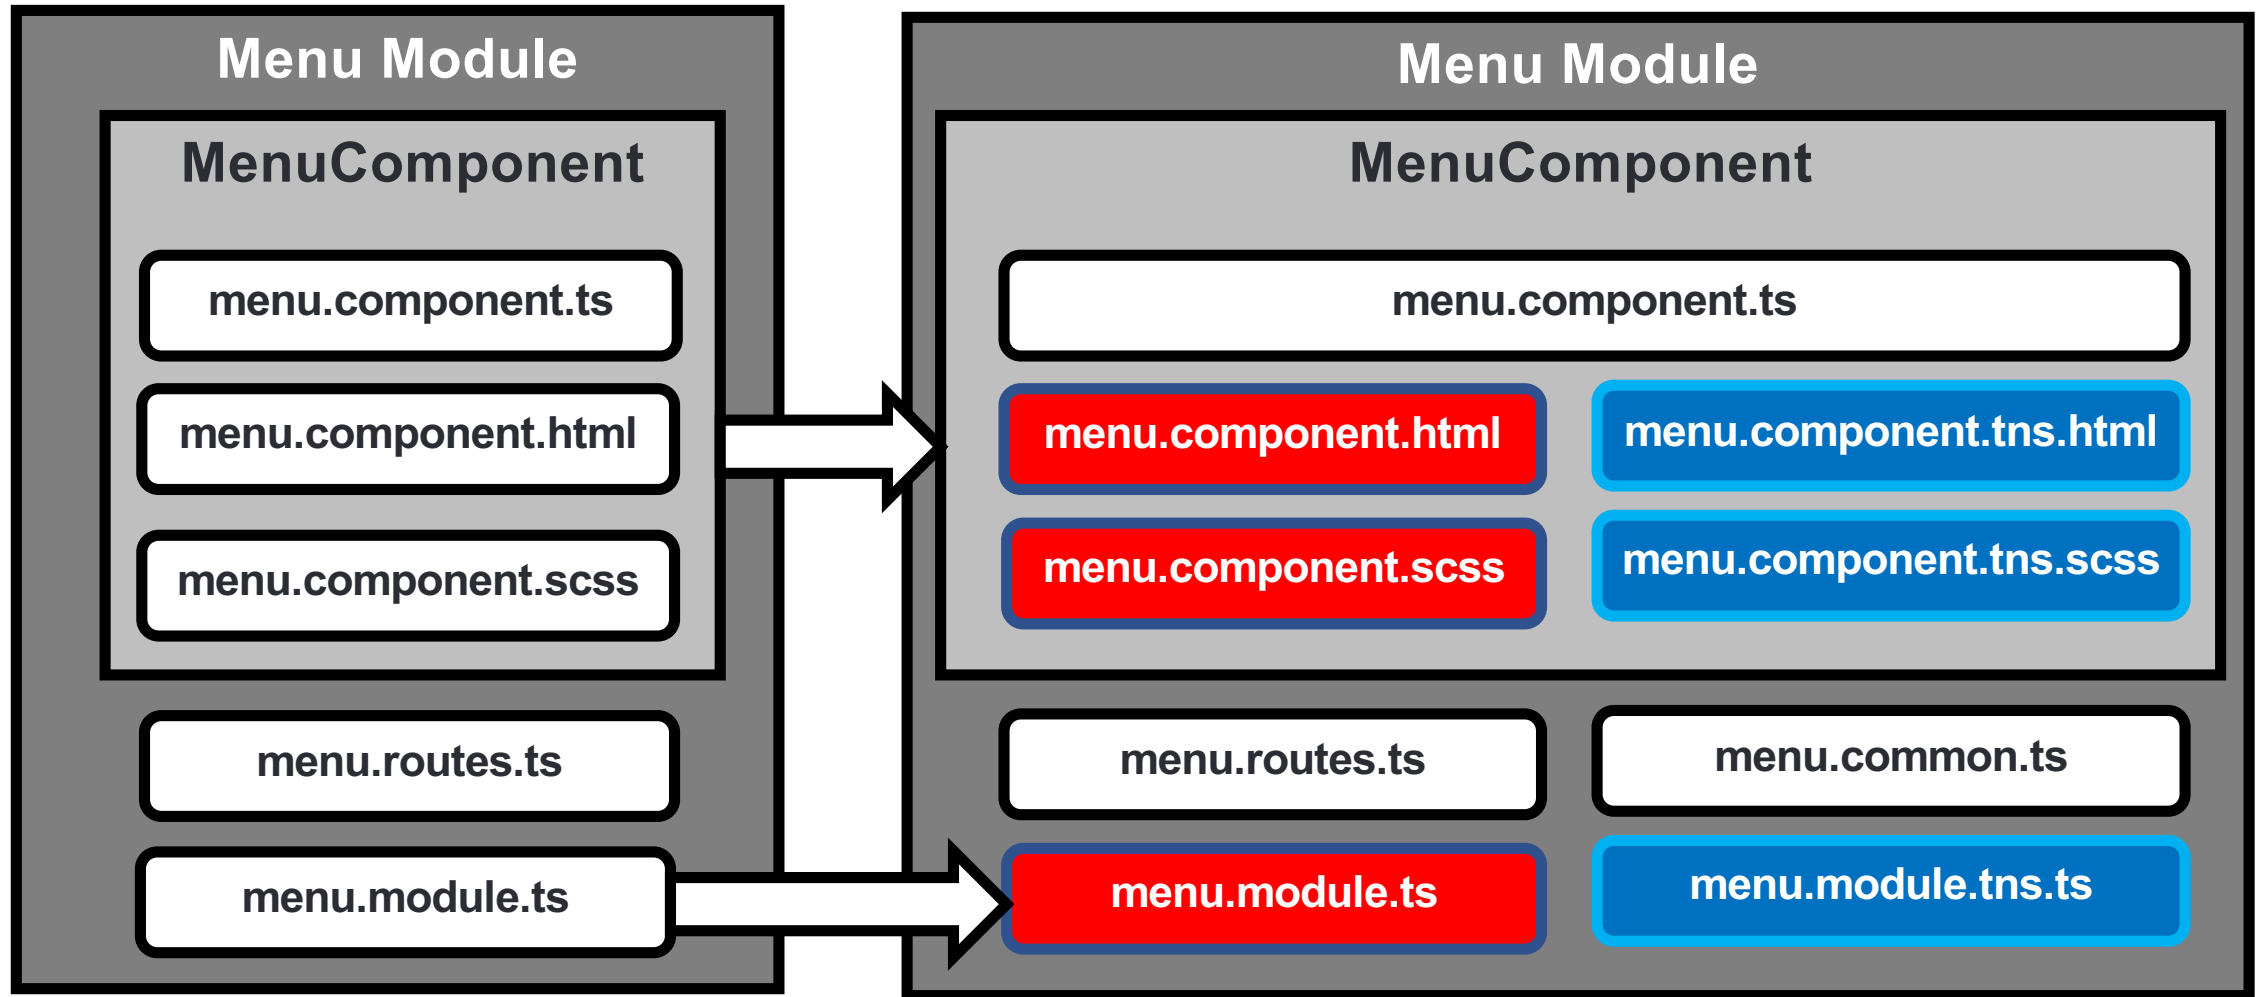 Menu Module
MenuComponent
menu.component.ts
menu.component.html
menu.component.scss
menu.routes.ts
menu.module.ts
Menu Module
MenuComponent
menu.component.ts
menu.component.html
menu.component.tns.html
menu.component.scss
menu.component.tns.scss
menu.routes.ts
menu.common.ts
menu.module.ts
menu.module.tns.ts